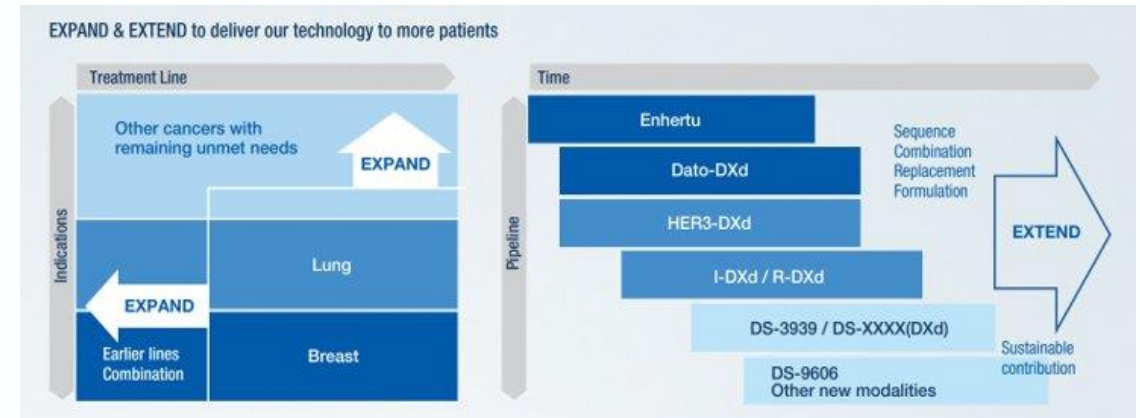 EXPAND & EXTEND to deliver our technology to more patients
Treatment Line
Indications
Other cancers with
remaining unmet needs
EXPAND
Lung
EXPAND
Earlier lines
Combination
Breast
Time
Pipeline
Enhertu
Dato-DXd
HER3-DXd
I-DXd / R-DXd
DS-3939 / DS-XXXX(DXd)
DS-9606
Other new modalities
Sequence
Combination
Replacement
Formulation
EXTEND
Sustainable
contribution